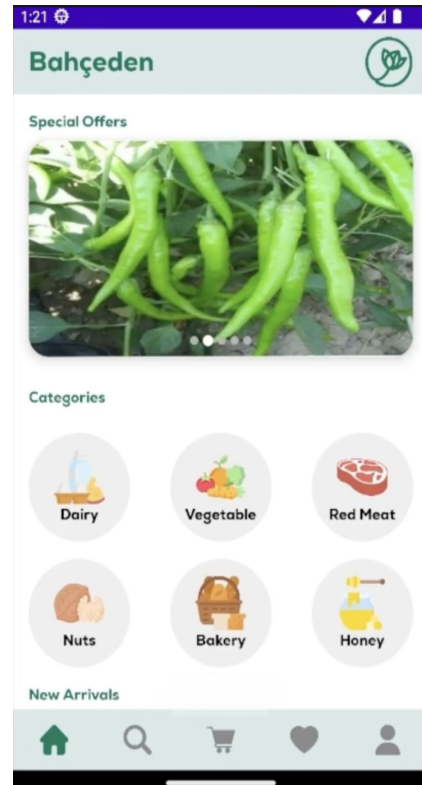 1:21
Bahçeden
Special Offers
Categories
Dairy
Vegetable
Red Meat
Nuts
Bakery
Honey
New Arrivals